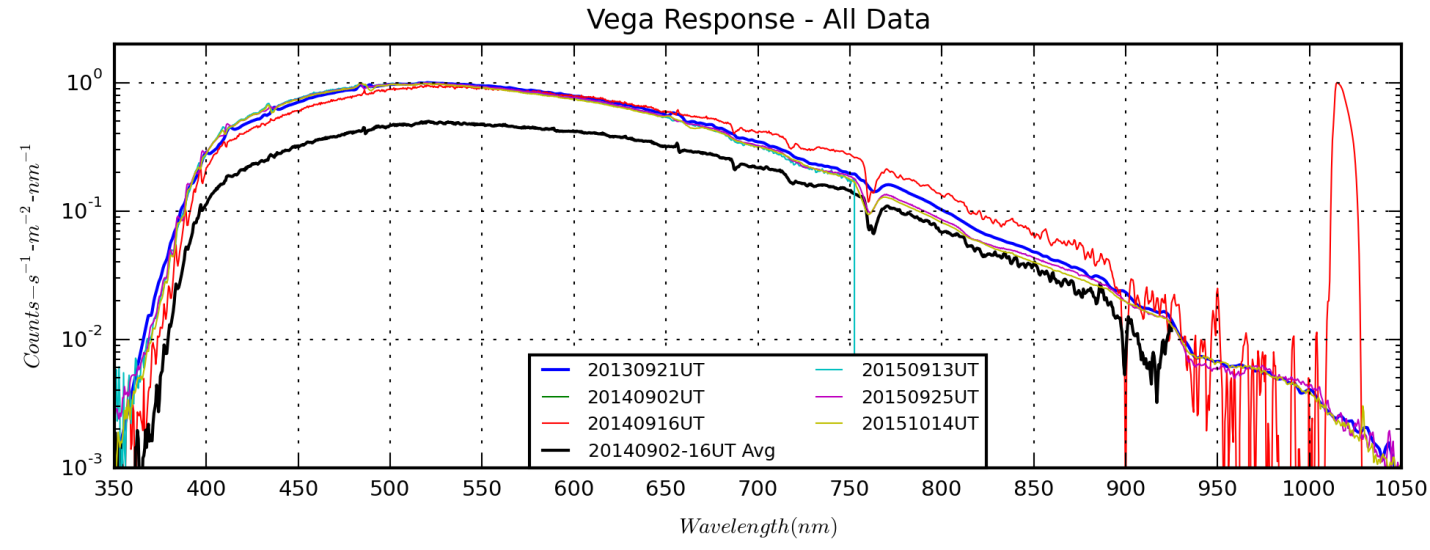 Vega Response - All Data
10⁰
10⁻¹
10⁻²
10⁻³
Counts−s⁻¹-m⁻²-nm⁻¹
20130921UT
20140902UT
20140916UT
20140902-16UT Avg
20150913UT
20150925UT
20151014UT
350 400 450 500 550 600 650 700 750 800 850 900 950 1000 1050
Wavelength(nm)